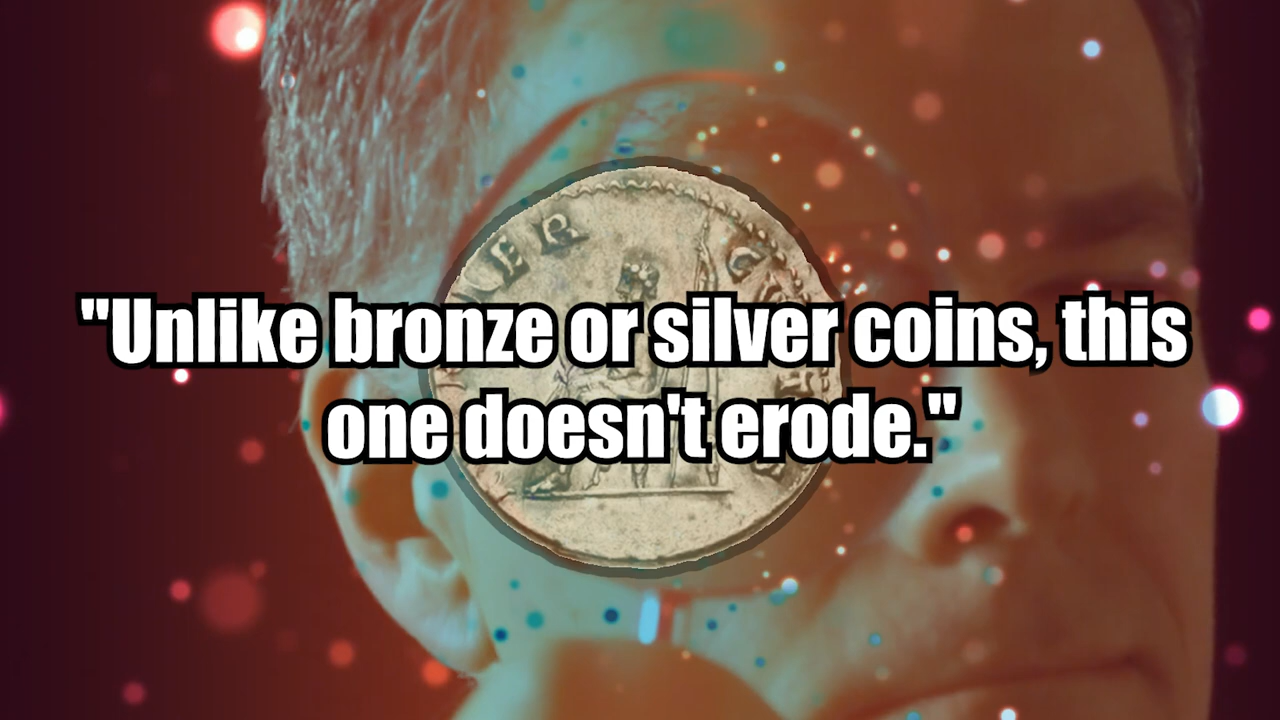 "Unlike bronze or silver coins, this
one doesn't erode."